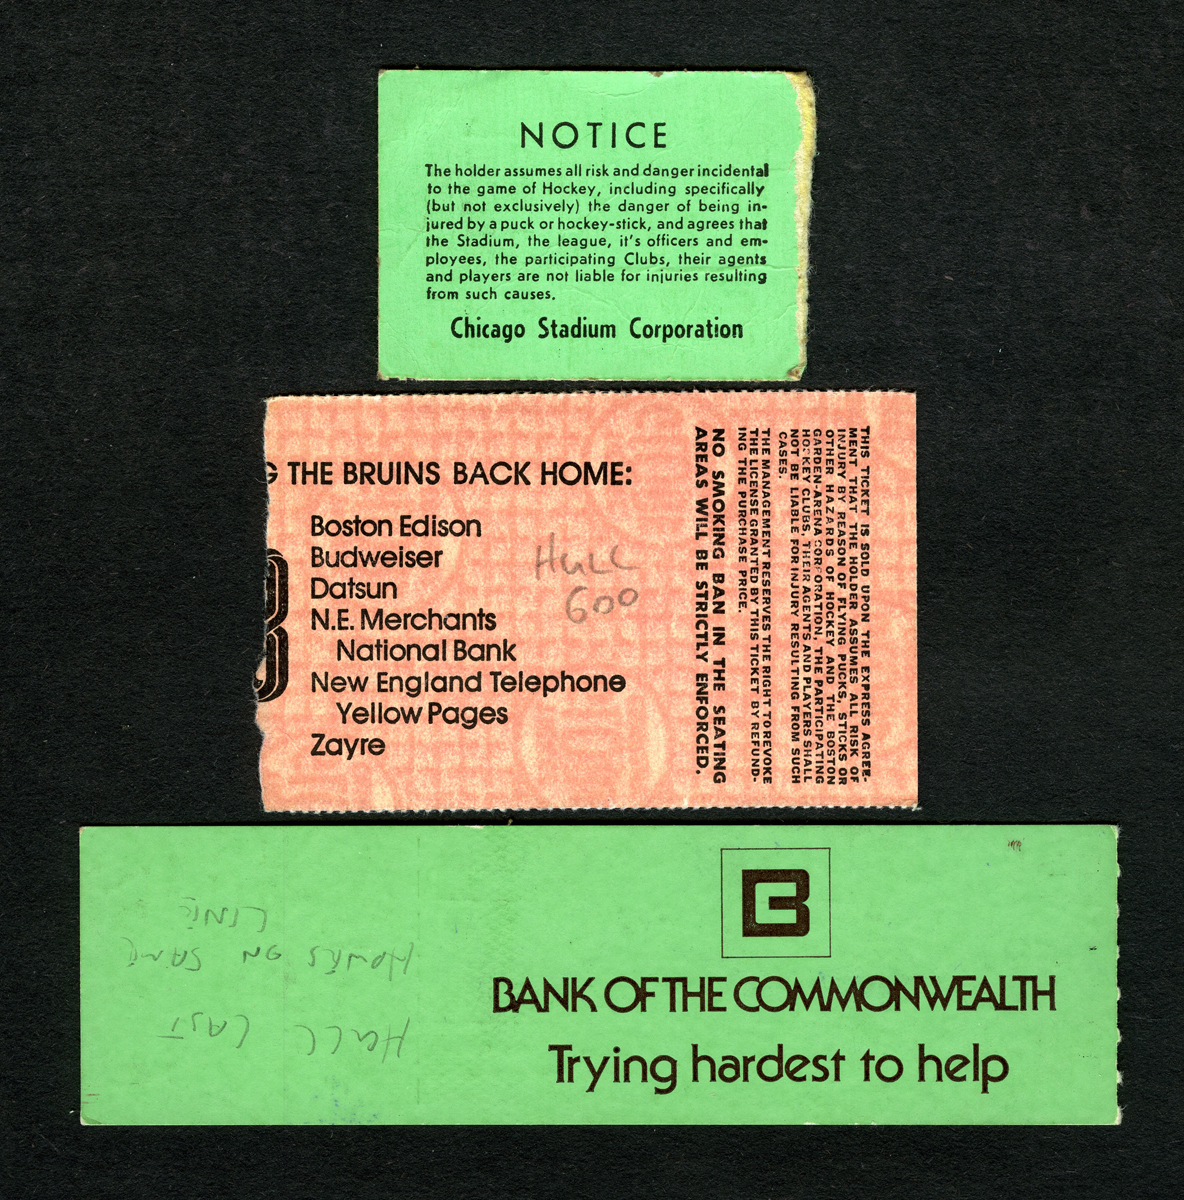 NOTICE
The holder assumes all risk and danger incidental
to the game of Hockey, including specifically
(but not exclusively) the danger of being in-
jured by a puck or hockey-stick, and agrees that
the Stadium, the league, it's officers and em-
ployees, the participating Clubs, their agents
and players are not liable for injuries resulting
from such causes.
Chicago Stadium Corporation
G THE BRUINS BACK HOME:
Boston Edison
Budweiser
Datsun
N.E. Merchants
National Bank
New England Telephone
Yellow Pages
Zayre
Hull
600
THIS TICKET IS SOLD UPON THE EXPRESS AGREE-
MENT THAT THE HOLDER ASSUMES ALL RISK OF
INJURY BY REASON OF FLYING PUCKS, STICKS OR
OTHER HAZARDS OF HOCKEY AND THE BOSTON
GARDEN-ARENA CORPORATION, THE PARTICIPATING
HOCKEY CLUBS, THEIR AGENTS AND PLAYERS SHALL
NOT BE LIABLE FOR INJURY RESULTING FROM SUCH
CASES.
THE MANAGEMENT RESERVES THE RIGHT TO REVOKE
THE LICENSE GRANTED BY THIS TICKET BY REFUND-
ING THE PURCHASE PRICE.
NO SMOKING BAN IN THE SEATING
AREAS WILL BE STRICTLY ENFORCED.
B
BANK OF THE COMMONWEALTH
Trying hardest to help
HULL LAST
HOWES ON SAME
LINE